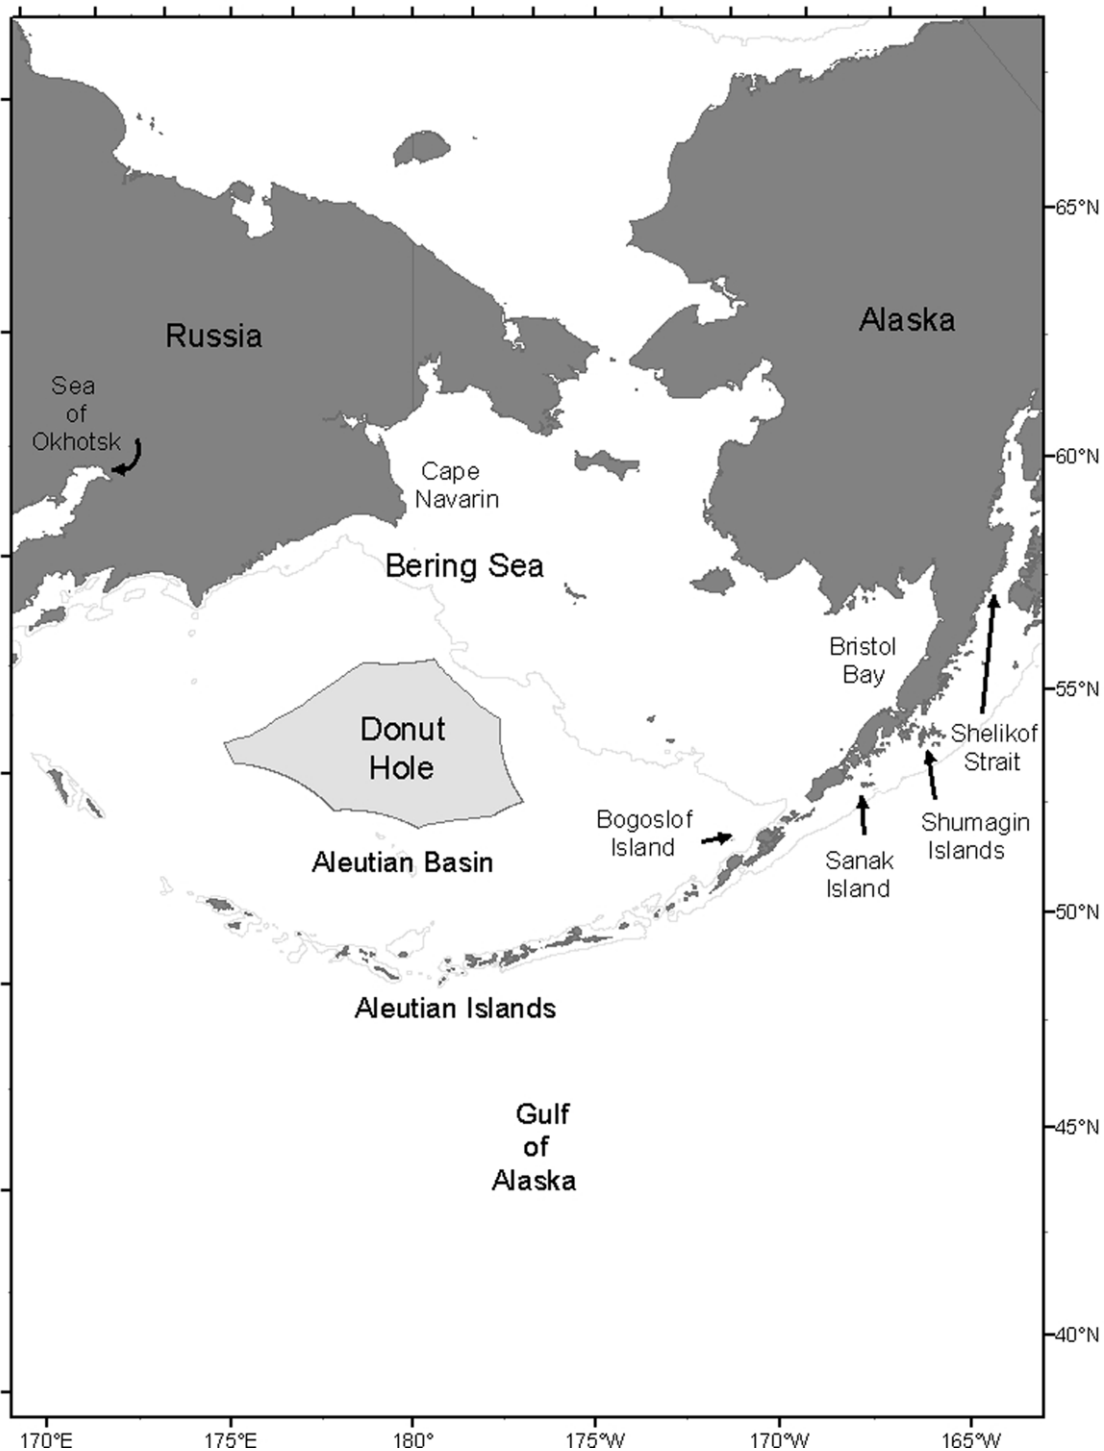 65°N
Alaska
Russia
Sea
of
Okhotsk
60°N
Cape
Navarin
Bering Sea
Bristol
Bay
55°N
Donut
Hole
Shelikof
Strait
Bogoslof
Island
Shumagin
Islands
Sanak
Island
Aleutian Basin
50°N
Aleutian Islands
Gulf
of
Alaska
45°N
40°N
170°E 175°E 180° 175°W 170°W 165°W